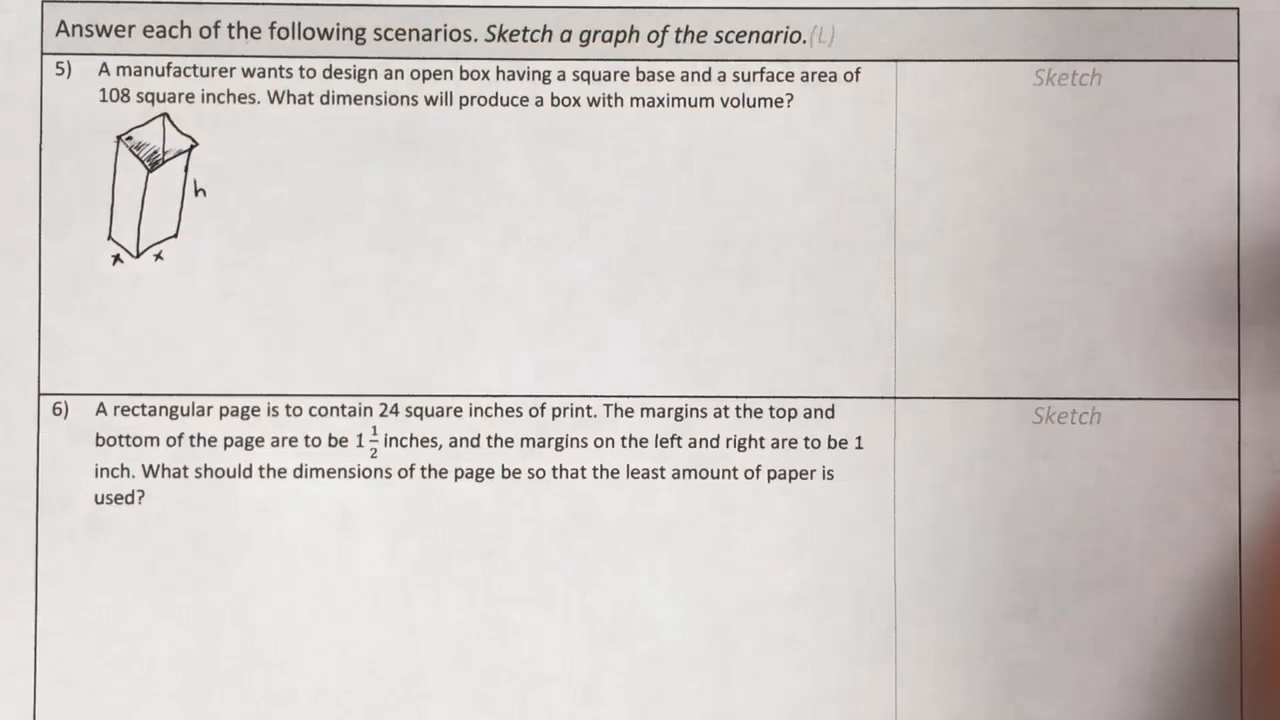 Answer each of the following scenarios. Sketch a graph of the scenario.(L)
5) A manufacturer wants to design an open box having a square base and a surface area of
108 square inches. What dimensions will produce a box with maximum volume?
Sketch
h
x x
6) A rectangular page is to contain 24 square inches of print. The margins at the top and
bottom of the page are to be 1 1/2 inches, and the margins on the left and right are to be 1
inch. What should the dimensions of the page be so that the least amount of paper is
used?
Sketch